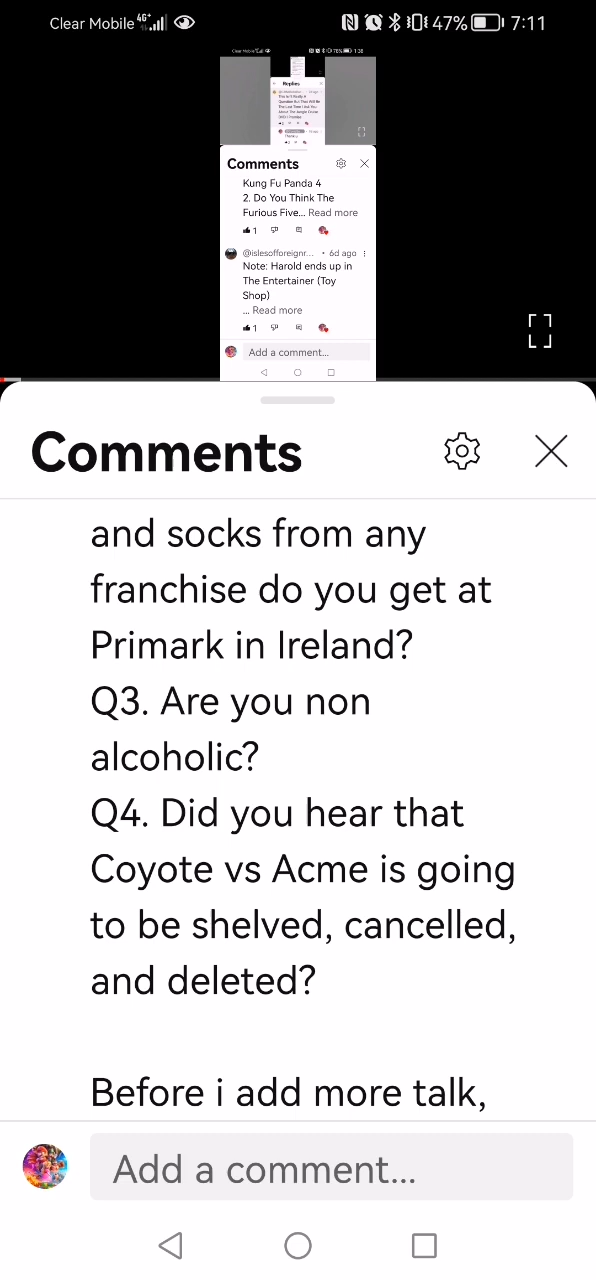 Clear Mobile 4G+ 47% 7:11
Replies
Comments
Kung Fu Panda 4
2. Do You Think The
Furious Five... Read more
1
@islesofforeignr... • 6d ago
Note: Harold ends up in
The Entertainer (Toy
Shop)
... Read more
1
Add a comment...
Comments
and socks from any
franchise do you get at
Primark in Ireland?
Q3. Are you non
alcoholic?
Q4. Did you hear that
Coyote vs Acme is going
to be shelved, cancelled,
and deleted?
Before i add more talk,
Add a comment...